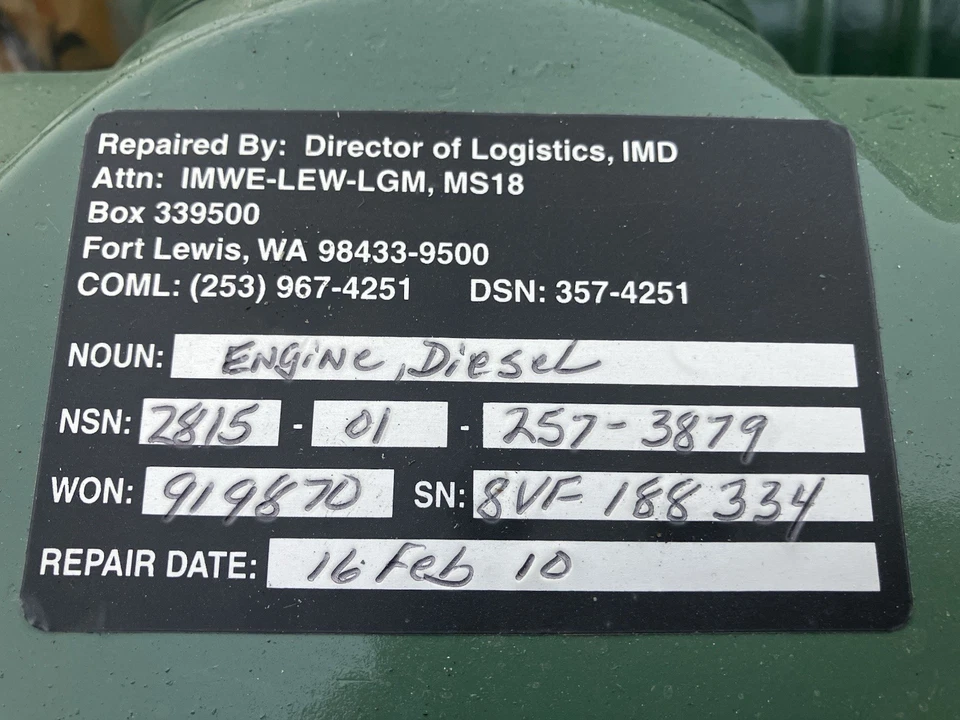 Repaired By: Director of Logistics, IMD
Attn: IMWE-LEW-LGM, MS18
Box 339500
Fort Lewis, WA 98433-9500
COML: (253) 967-4251 DSN: 357-4251
NOUN: Engine, Diesel
NSN: 2815 - 01 - 257-3879
WON: 919870 SN: 8VF 188334
REPAIR DATE: 16 Feb 10